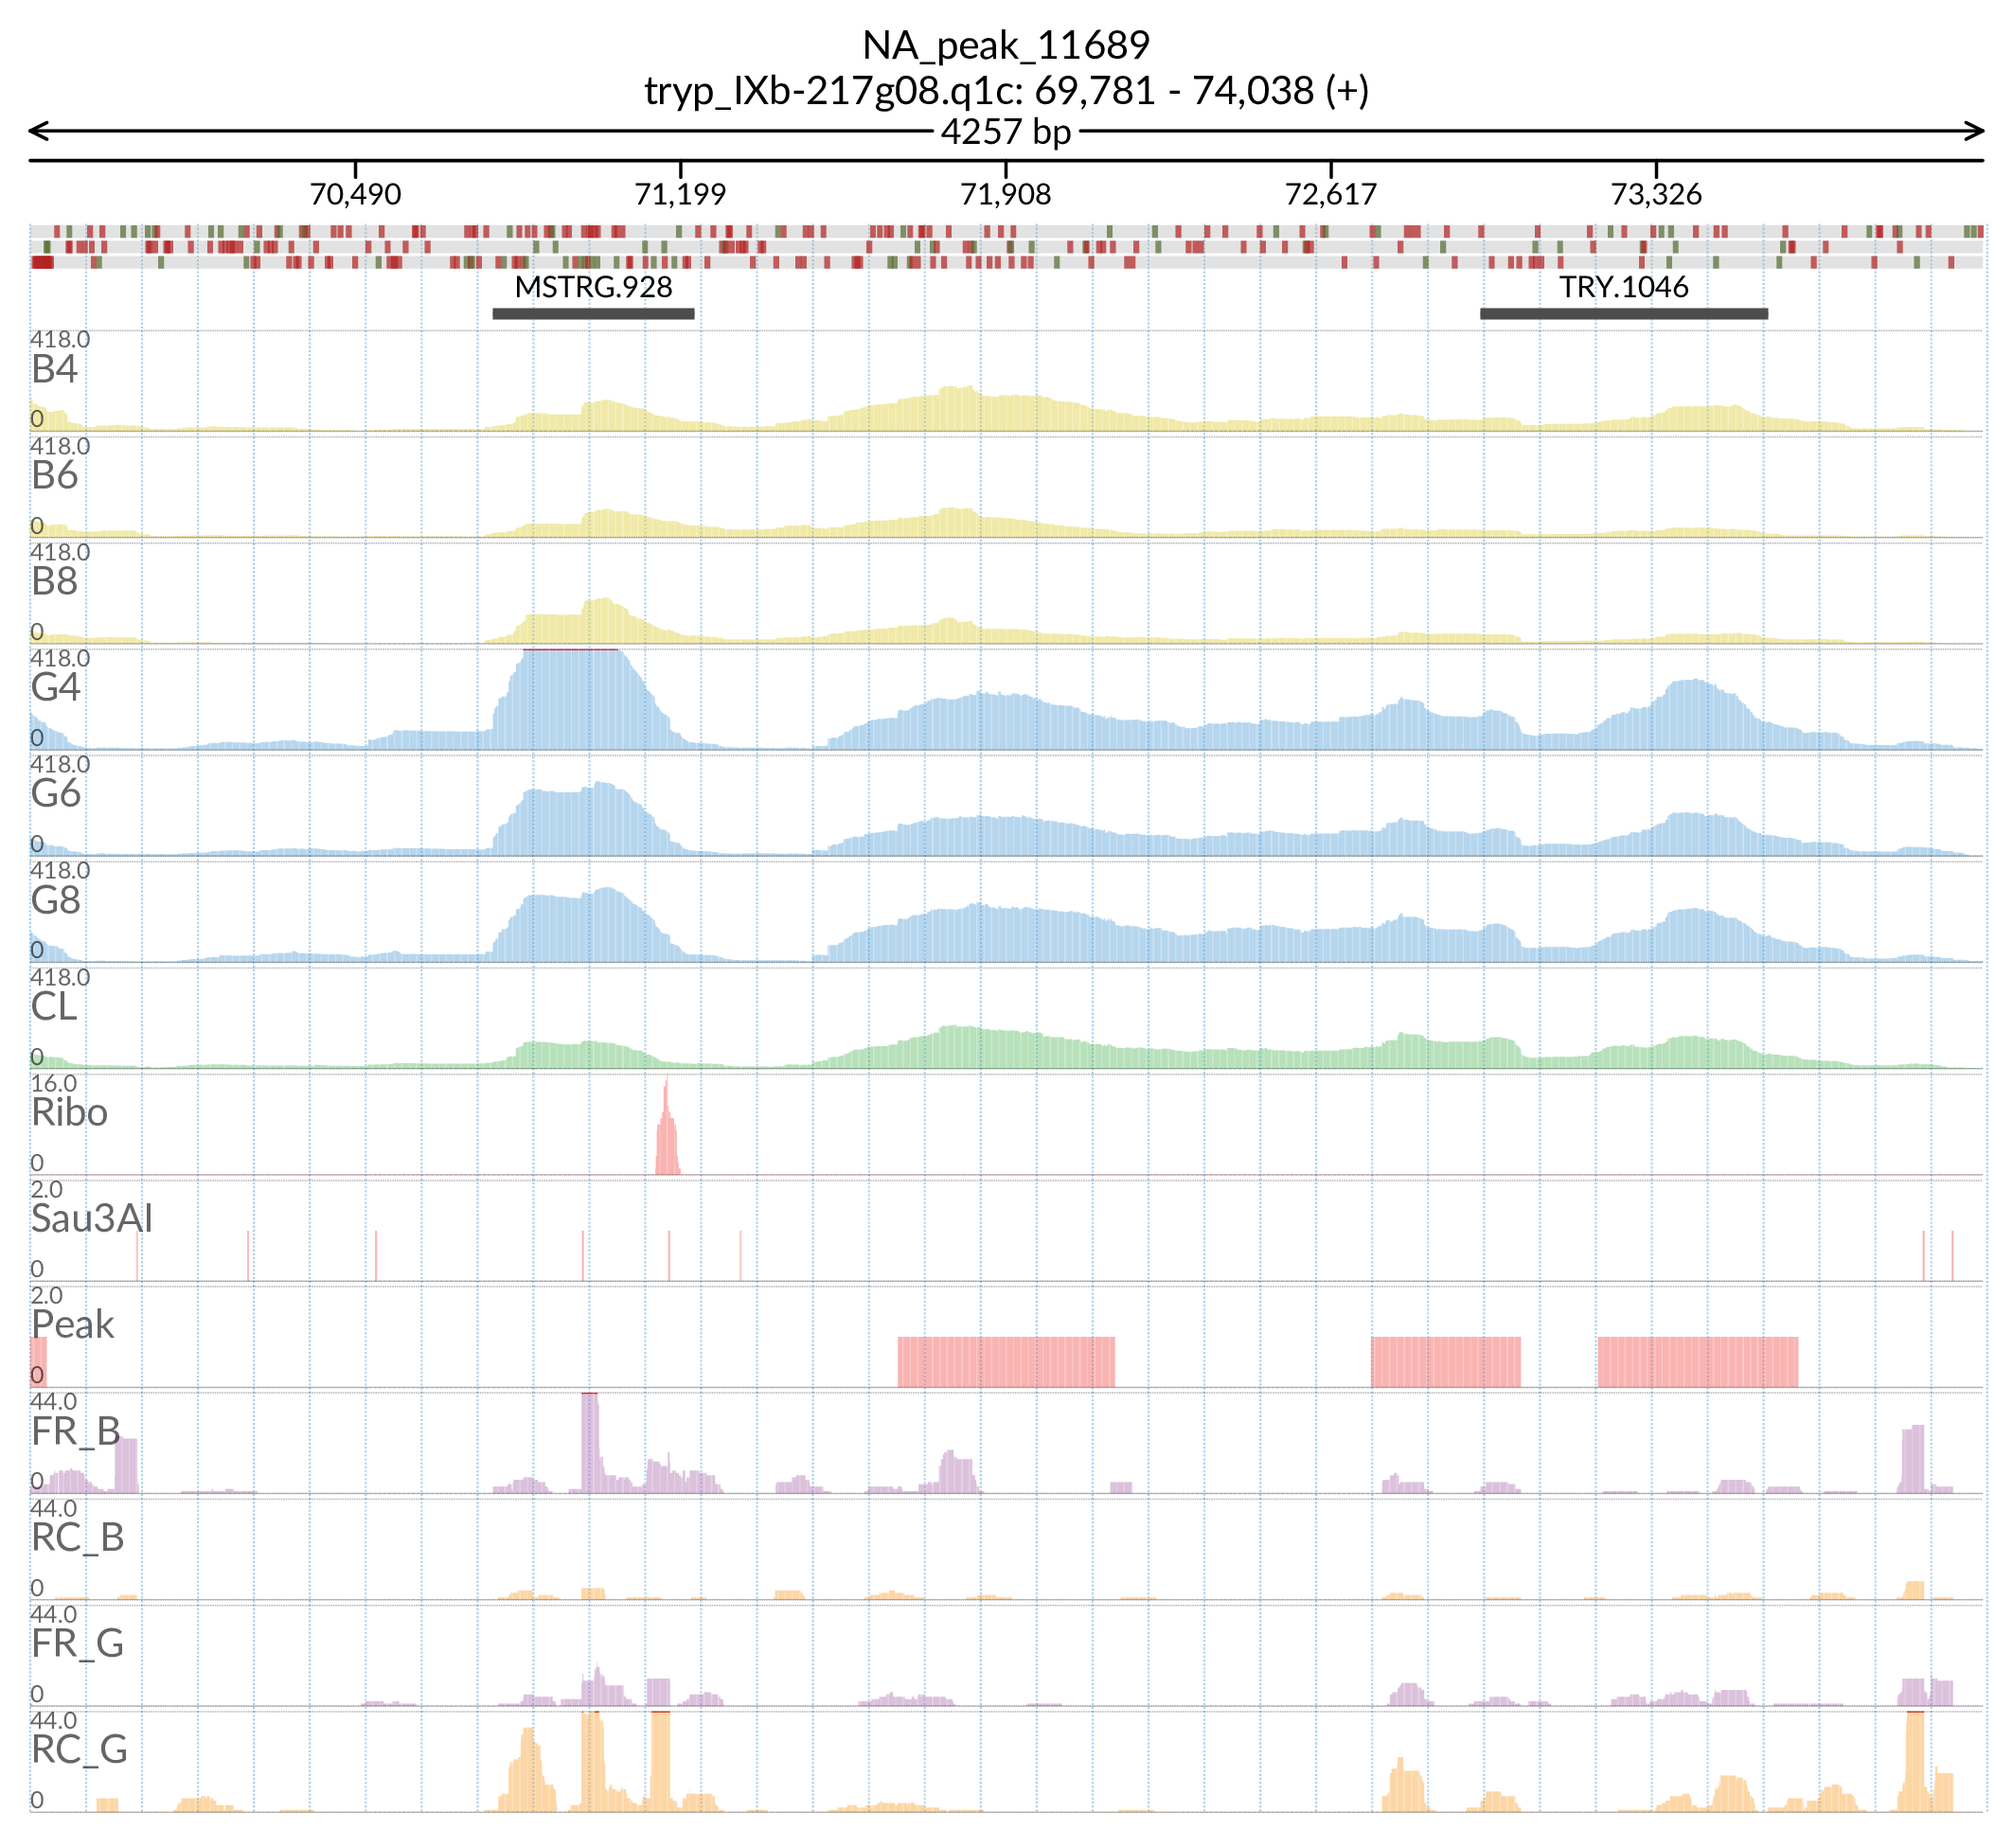 NA_peak_11689
tryp_IXb-217g08.q1c: 69,781 - 74,038 (+)
4257 bp
70,490 71,199 71,908 72,617 73,326
MSTRG.928 TRY.1046
418.0
B4
0
418.0
B6
0
418.0
B8
0
418.0
G4
0
418.0
G6
0
418.0
G8
0
418.0
CL
0
16.0
Ribo
0
2.0
Sau3AI
0
2.0
Peak
0
44.0
FR_B
0
44.0
RC_B
0
44.0
FR_G
0
44.0
RC_G
0